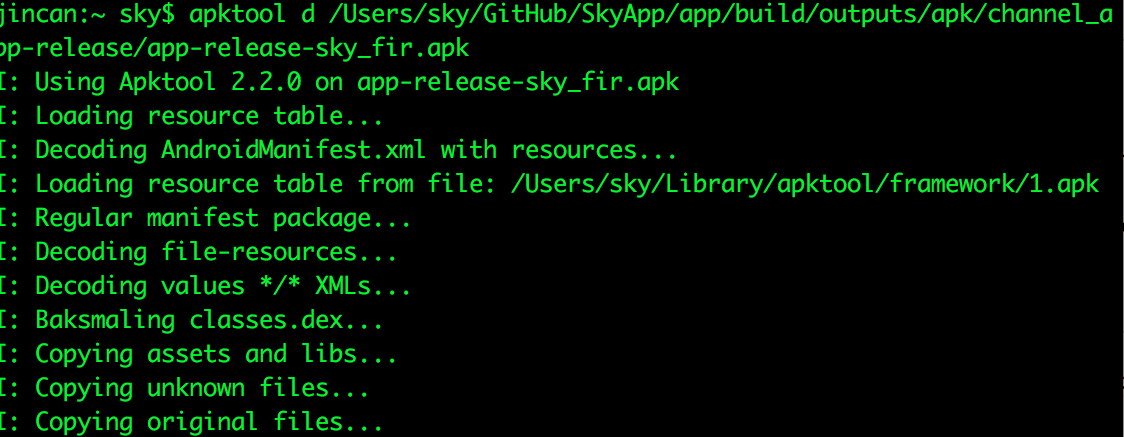 jincan:~ sky$ apktool d /Users/sky/GitHub/SkyApp/app/build/outputs/apk/channel_a
pp-release/app-release-sky_fir.apk
I: Using Apktool 2.2.0 on app-release-sky_fir.apk
I: Loading resource table...
I: Decoding AndroidManifest.xml with resources...
I: Loading resource table from file: /Users/sky/Library/apktool/framework/1.apk
I: Regular manifest package...
I: Decoding file-resources...
I: Decoding values */* XMLs...
I: Baksmaling classes.dex...
I: Copying assets and libs...
I: Copying unknown files...
I: Copying original files...